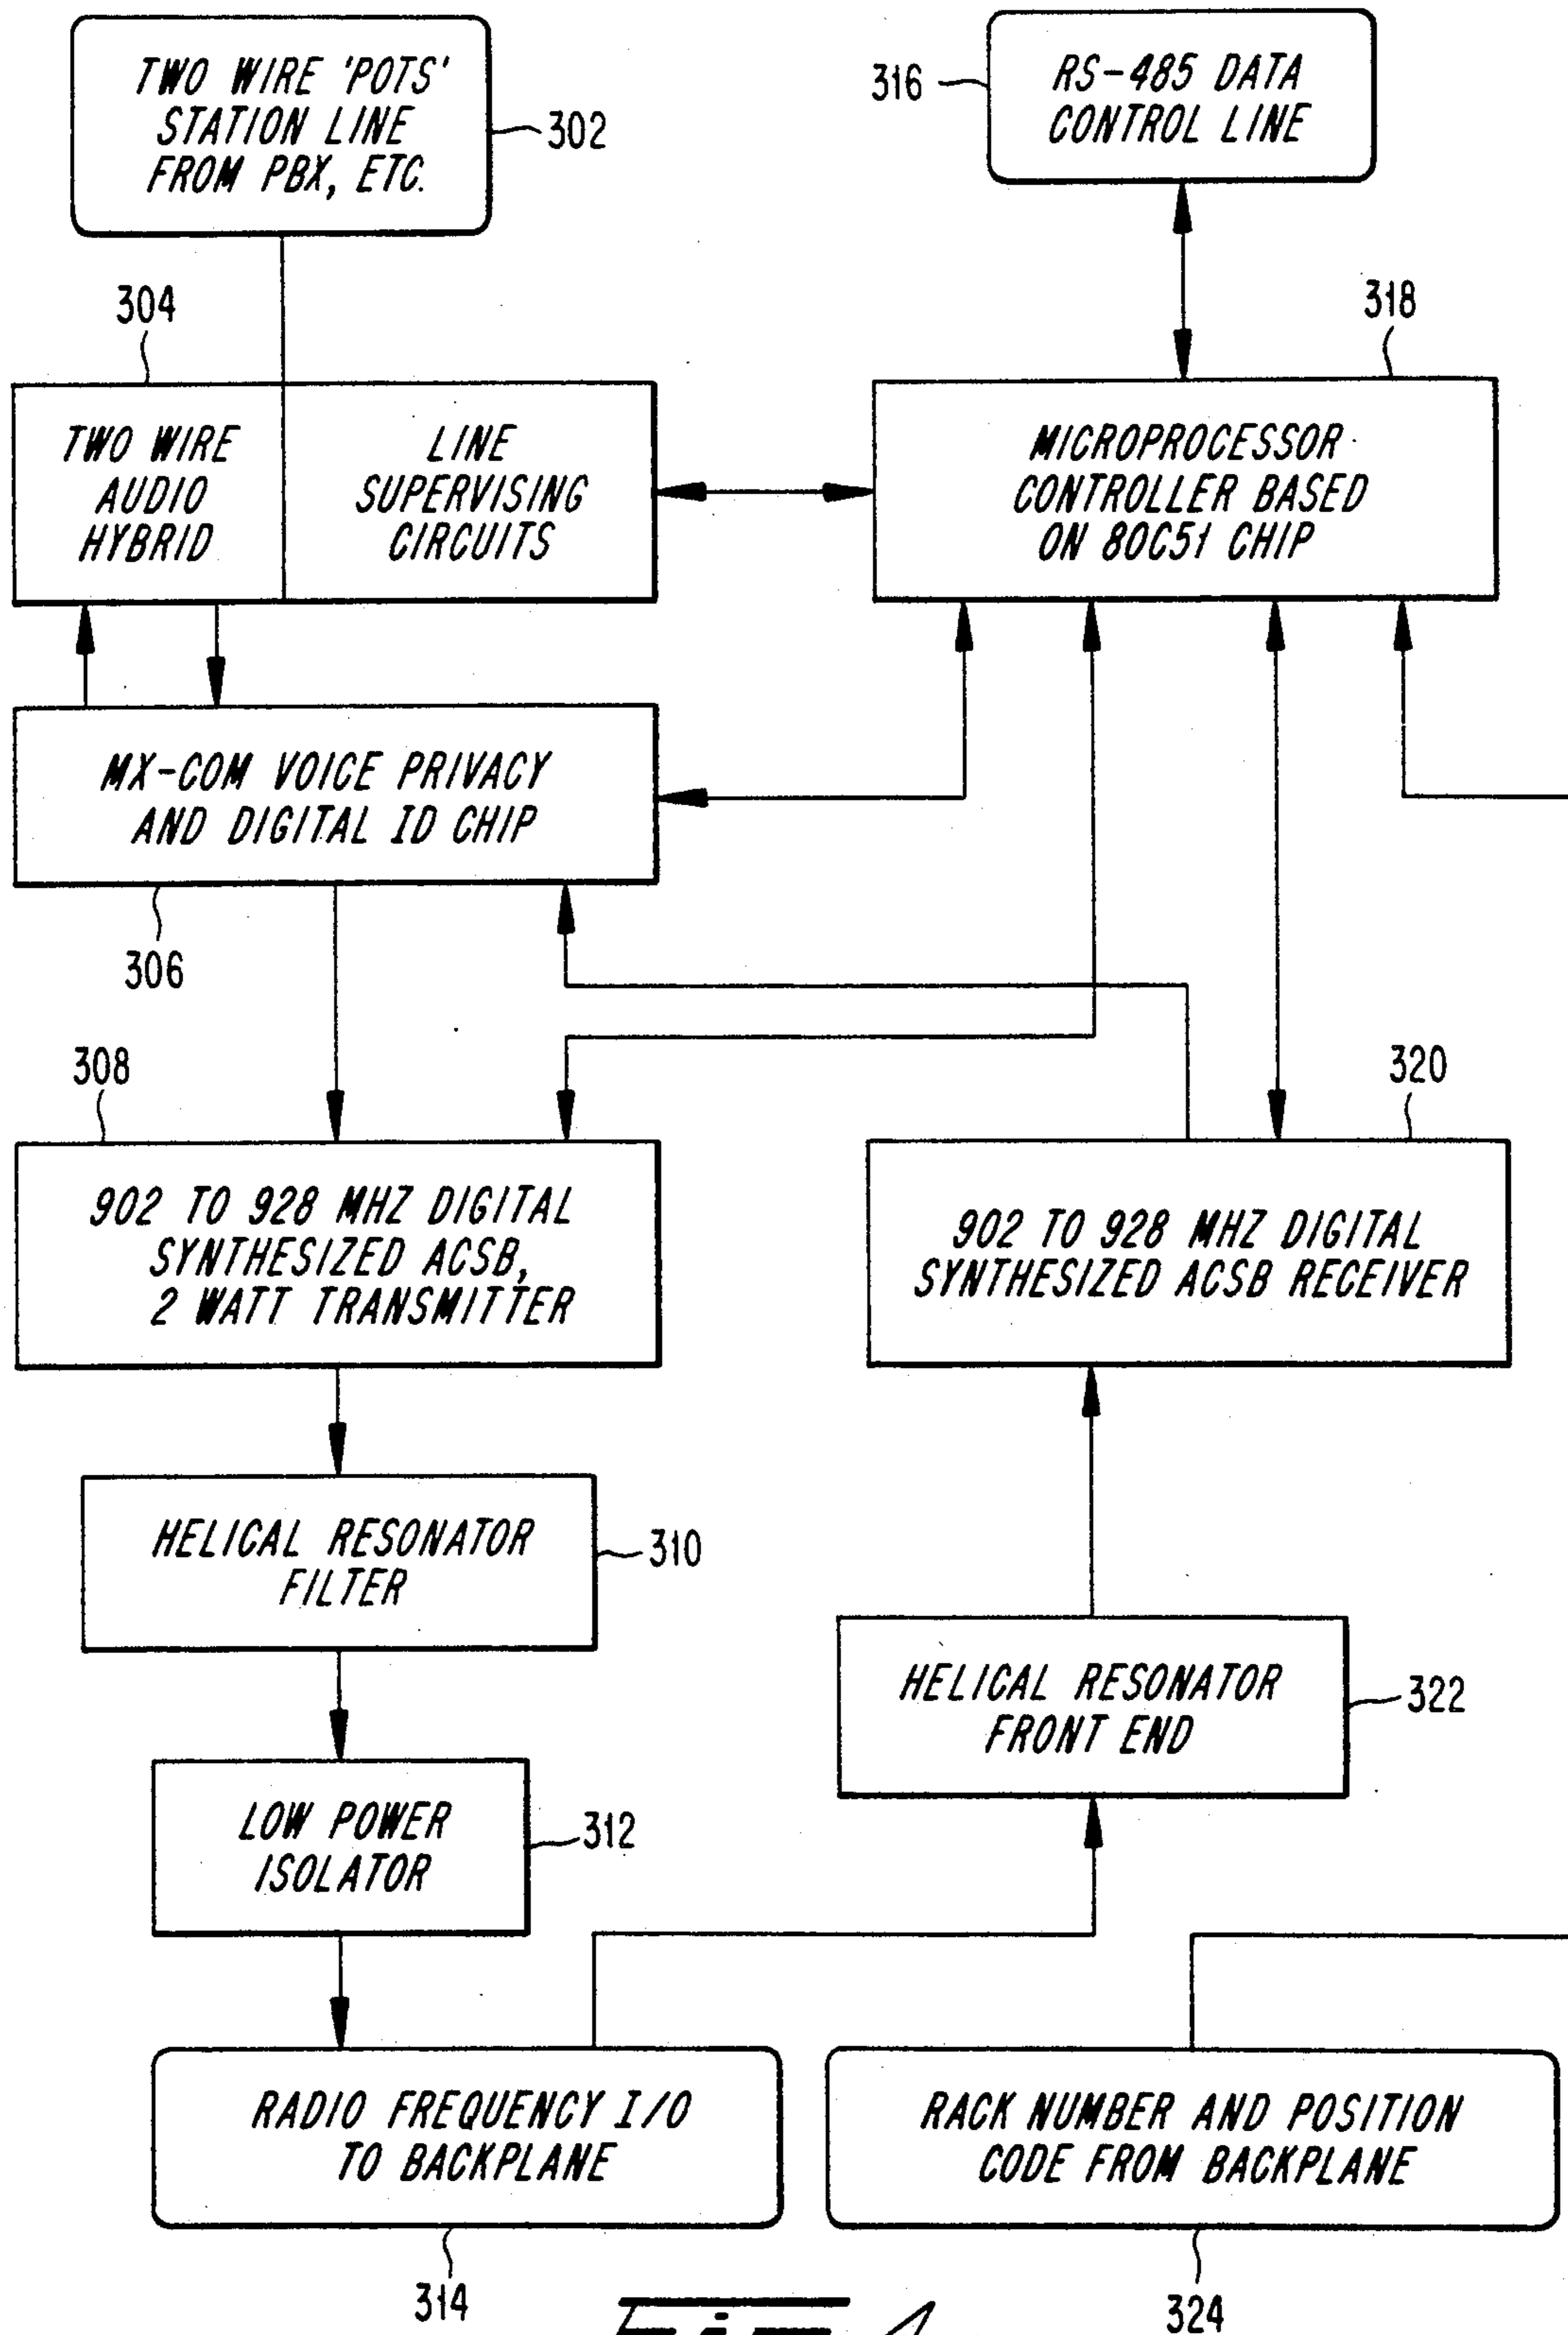 TWO WIRE 'POTS'
STATION LINE
FROM PBX, ETC.
302
316
RS-485 DATA
CONTROL LINE
304
318
TWO WIRE
AUDIO
HYBRID
LINE
SUPERVISING
CIRCUITS
MICROPROCESSOR
CONTROLLER BASED
ON 80C51 CHIP
MX-COM VOICE PRIVACY
AND DIGITAL ID CHIP
306
308
320
902 TO 928 MHZ DIGITAL
SYNTHESIZED ACSB,
2 WATT TRANSMITTER
902 TO 928 MHZ DIGITAL
SYNTHESIZED ACSB RECEIVER
HELICAL RESONATOR
FILTER
310
HELICAL RESONATOR
FRONT END
322
LOW POWER
ISOLATOR
312
RADIO FREQUENCY I/O
TO BACKPLANE
RACK NUMBER AND POSITION
CODE FROM BACKPLANE
314
324